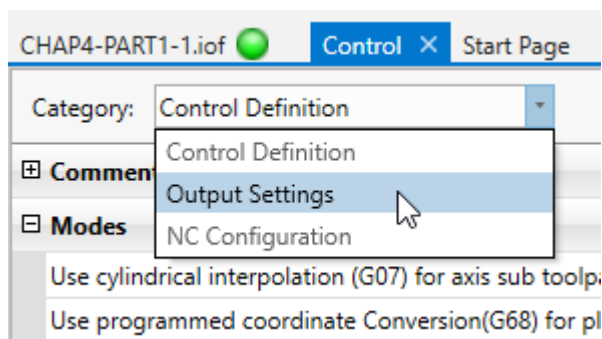 CHAP4-PART1-1.iof Control × Start Page
Category: Control Definition
Control Definition
⊞ Commen
Output Settings
⊟ Modes
NC Configuration
Use cylindrical interpolation (G07) for axis sub toolpa
Use programmed coordinate Conversion(G68) for pl